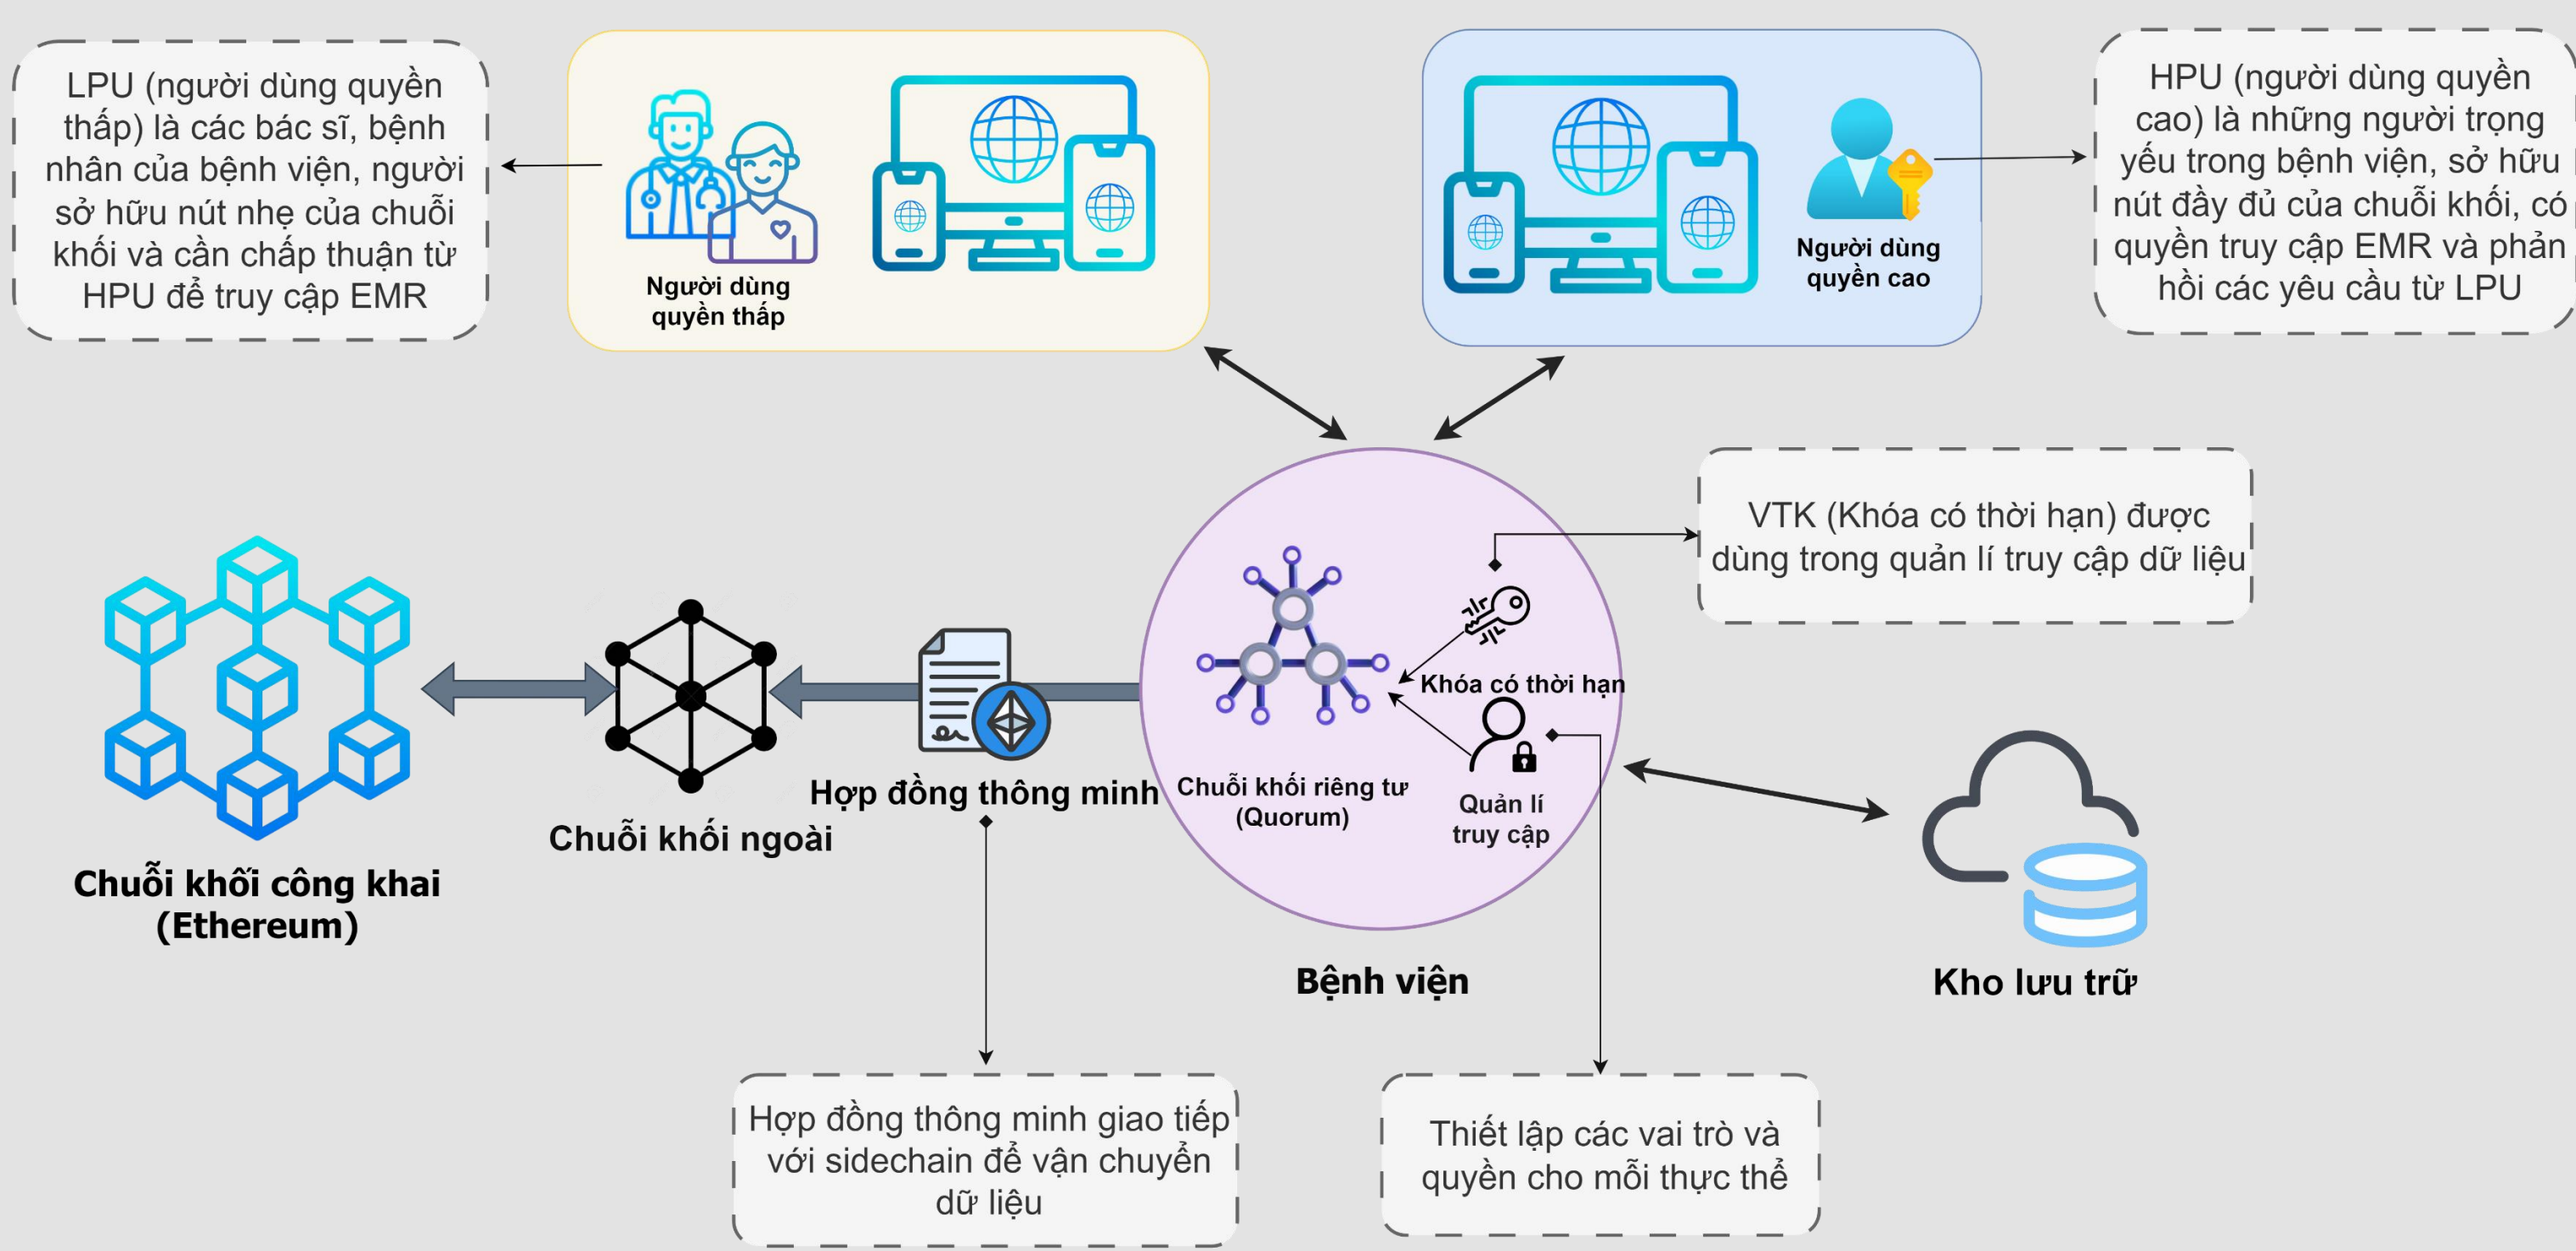 LPU (người dùng quyền
thấp) là các bác sĩ, bệnh
nhân của bệnh viện, người
sở hữu nút nhẹ của chuỗi
khối và cần chấp thuận từ
HPU để truy cập EMR
Người dùng
quyền thấp
Người dùng
quyền cao
HPU (người dùng quyền
cao) là những người trọng
yếu trong bệnh viện, sở hữu
nút đầy đủ của chuỗi khối, có
quyền truy cập EMR và phản
hồi các yêu cầu từ LPU
VTK (Khóa có thời hạn) được
dùng trong quản lí truy cập dữ liệu
Khóa có thời hạn
Chuỗi khối riêng tư
(Quorum)
Quản lí
truy cập
Hợp đồng thông minh
Chuỗi khối ngoài
Chuỗi khối công khai
(Ethereum)
Bệnh viện
Kho lưu trữ
Hợp đồng thông minh giao tiếp
với sidechain để vận chuyển
dữ liệu
Thiết lập các vai trò và
quyền cho mỗi thực thể